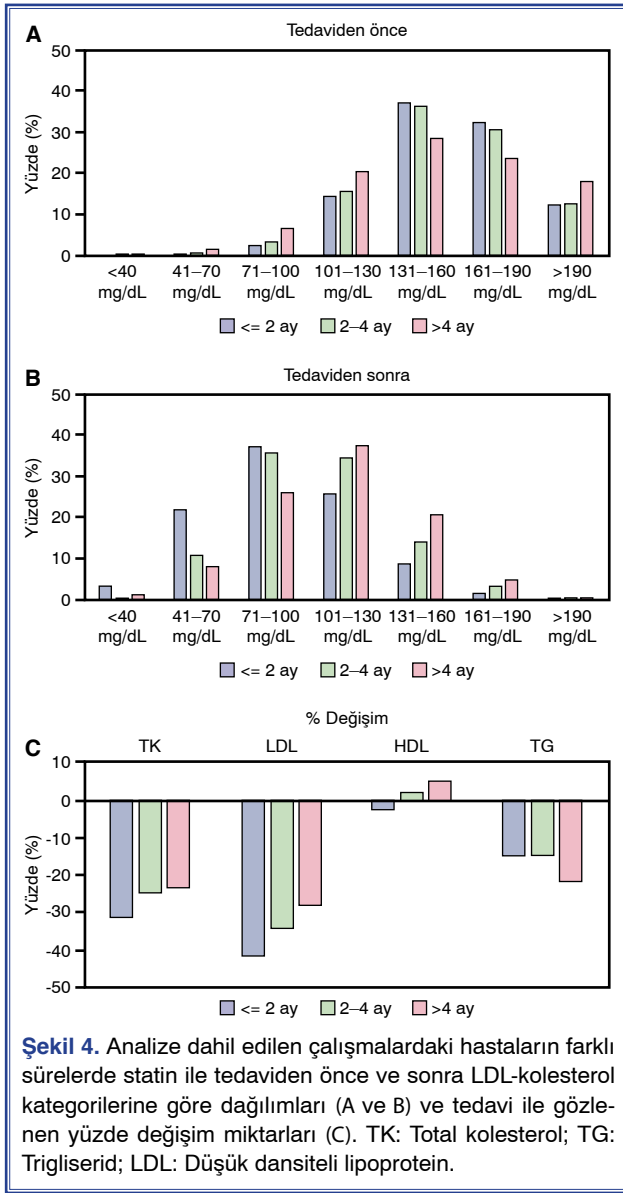 A
Tedaviden önce
Yüzde (%)
50
40
30
20
10
0
<40 41–70 71–100 101–130 131–160 161–190 >190
mg/dL mg/dL mg/dL mg/dL mg/dL mg/dL mg/dL
<= 2 ay 2–4 ay >4 ay
B
Tedaviden sonra
Yüzde (%)
50
40
30
20
10
0
<40 41–70 71–100 101–130 131–160 161–190 >190
mg/dL mg/dL mg/dL mg/dL mg/dL mg/dL mg/dL
<= 2 ay 2–4 ay >4 ay
% Değişim
C
TK LDL HDL TG
Yüzde (%)
10
0
-10
-20
-30
-40
-50
<= 2 ay 2–4 ay >4 ay
Şekil 4. Analize dahil edilen çalışmalardaki hastaların farklı
sürelerde statin ile tedaviden önce ve sonra LDL-kolesterol
kategorilerine göre dağılımları (A ve B) ve tedavi ile gözle-
nen yüzde değişim miktarları (C). TK: Total kolesterol; TG:
Trigliserid; LDL: Düşük dansiteli lipoprotein.